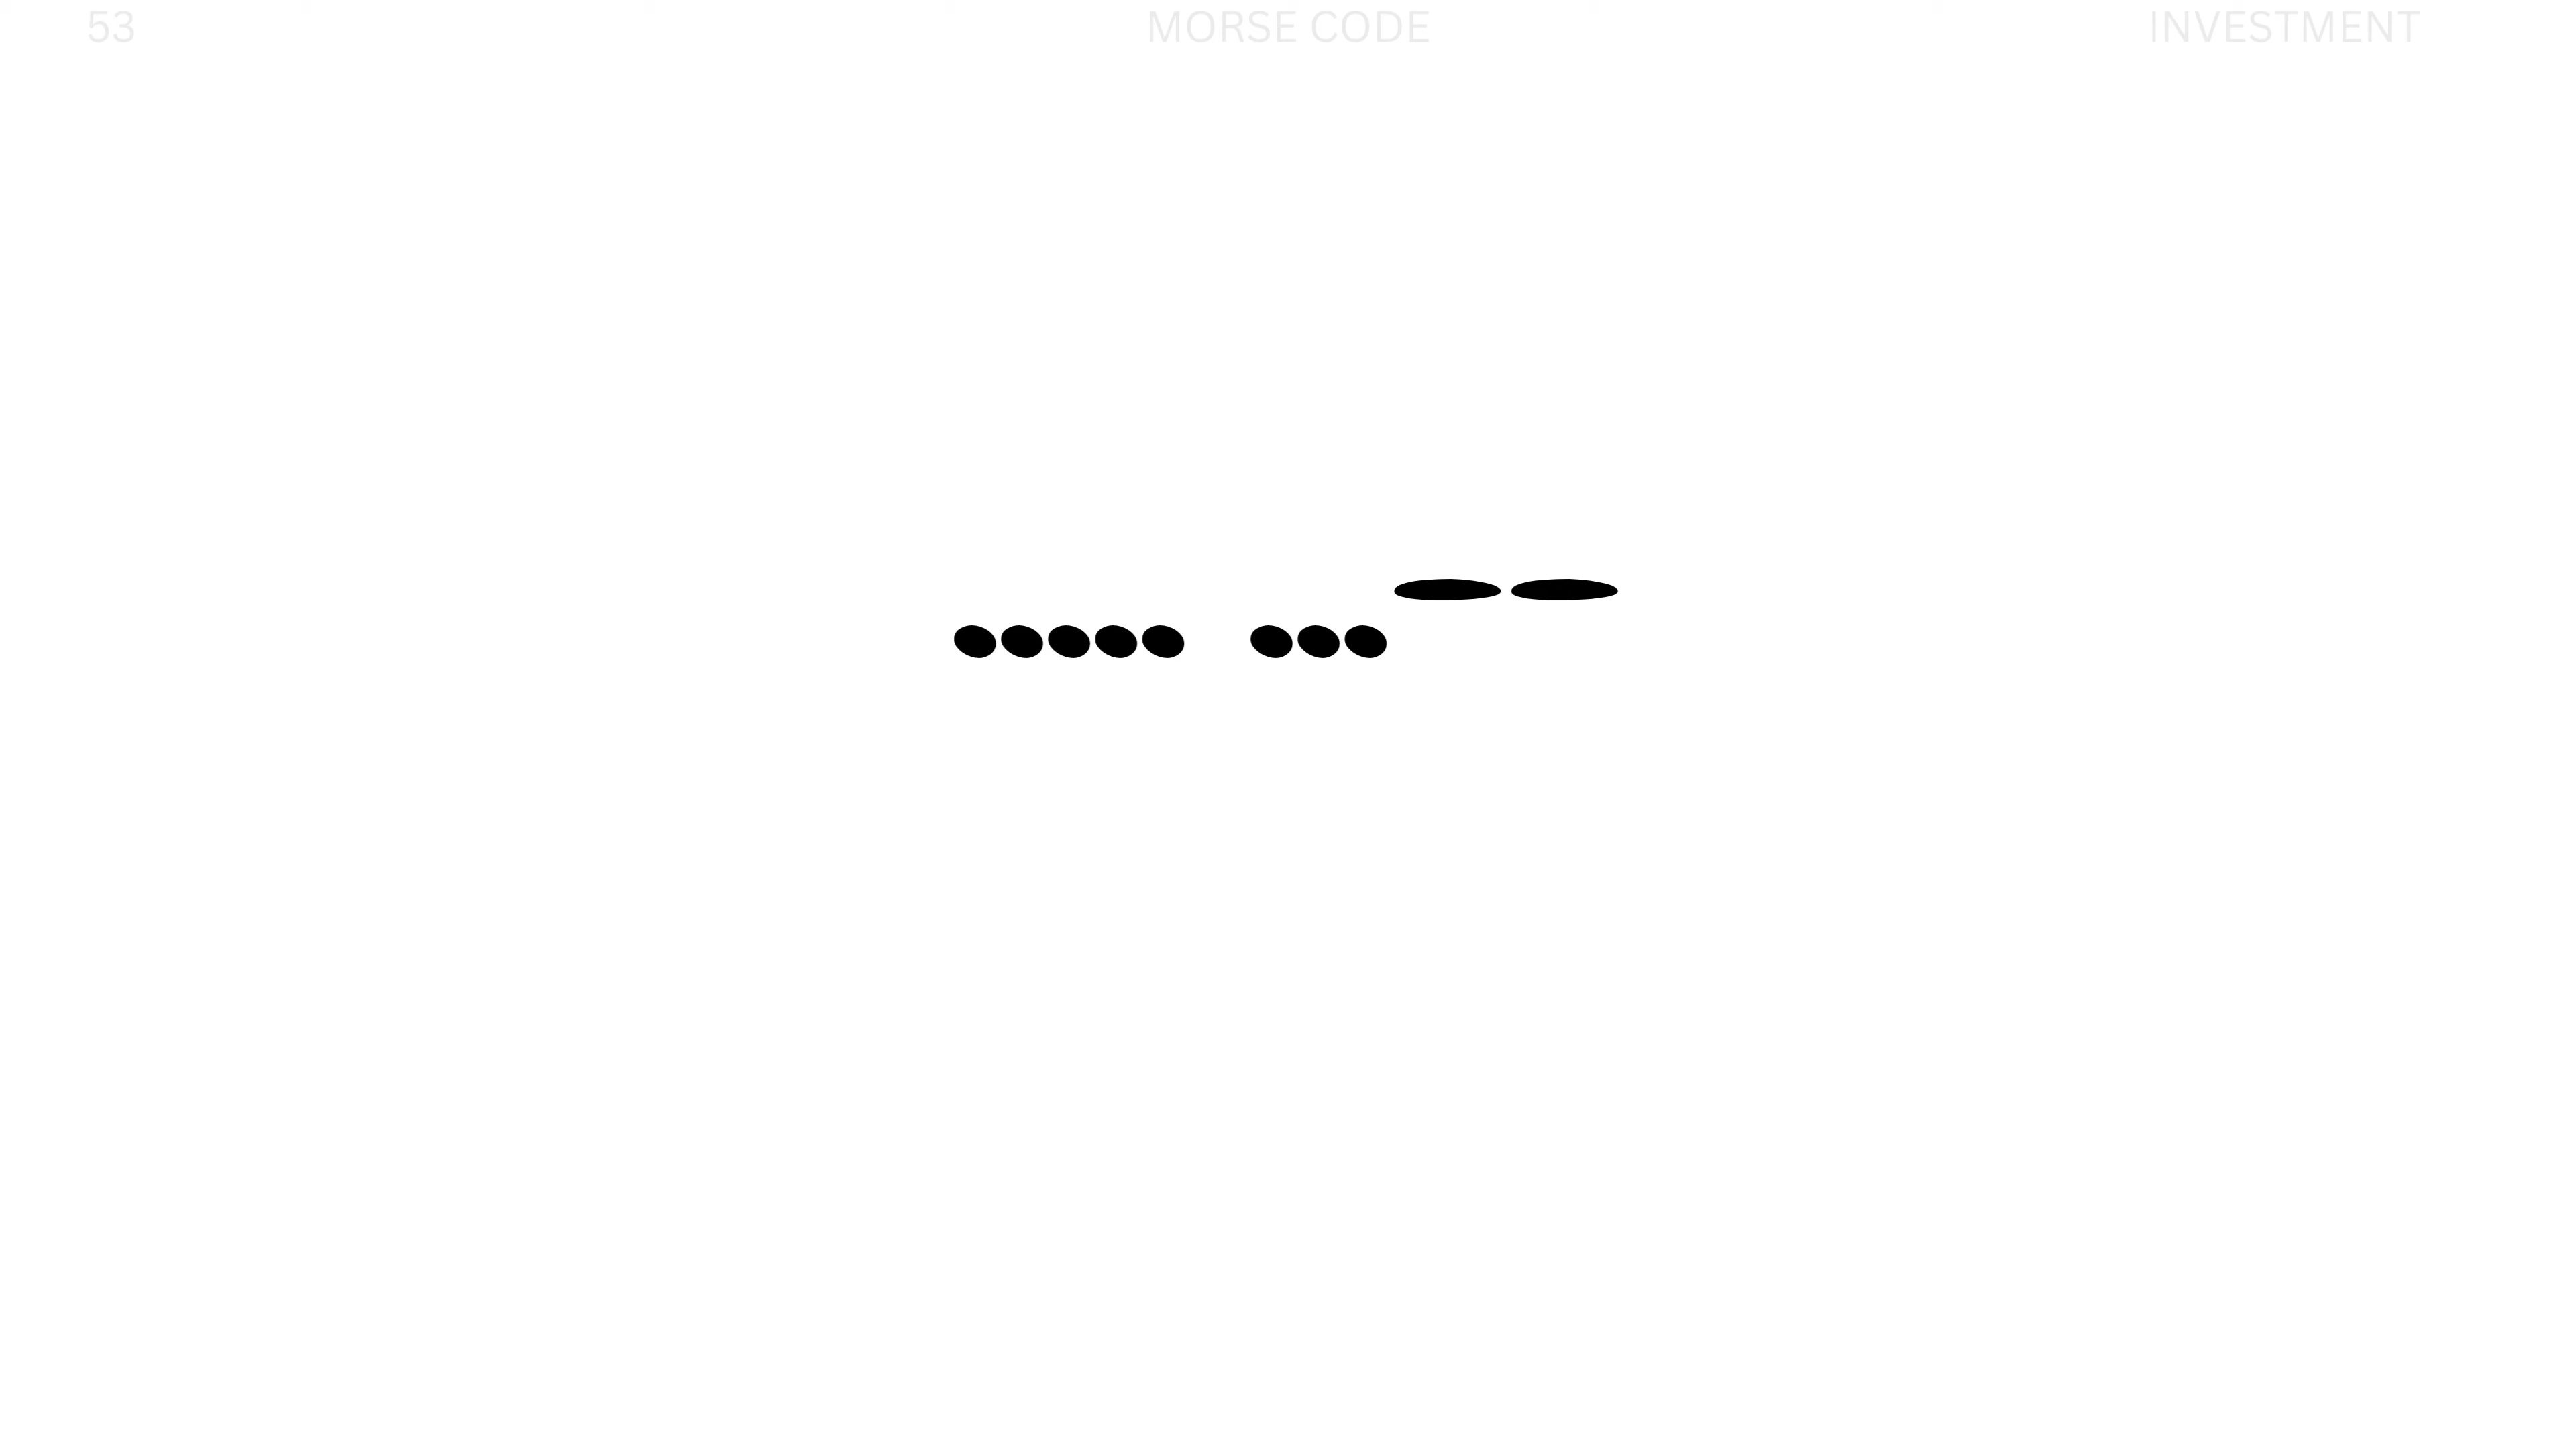 53 MORSE CODE INVESTMENT
..... ...--